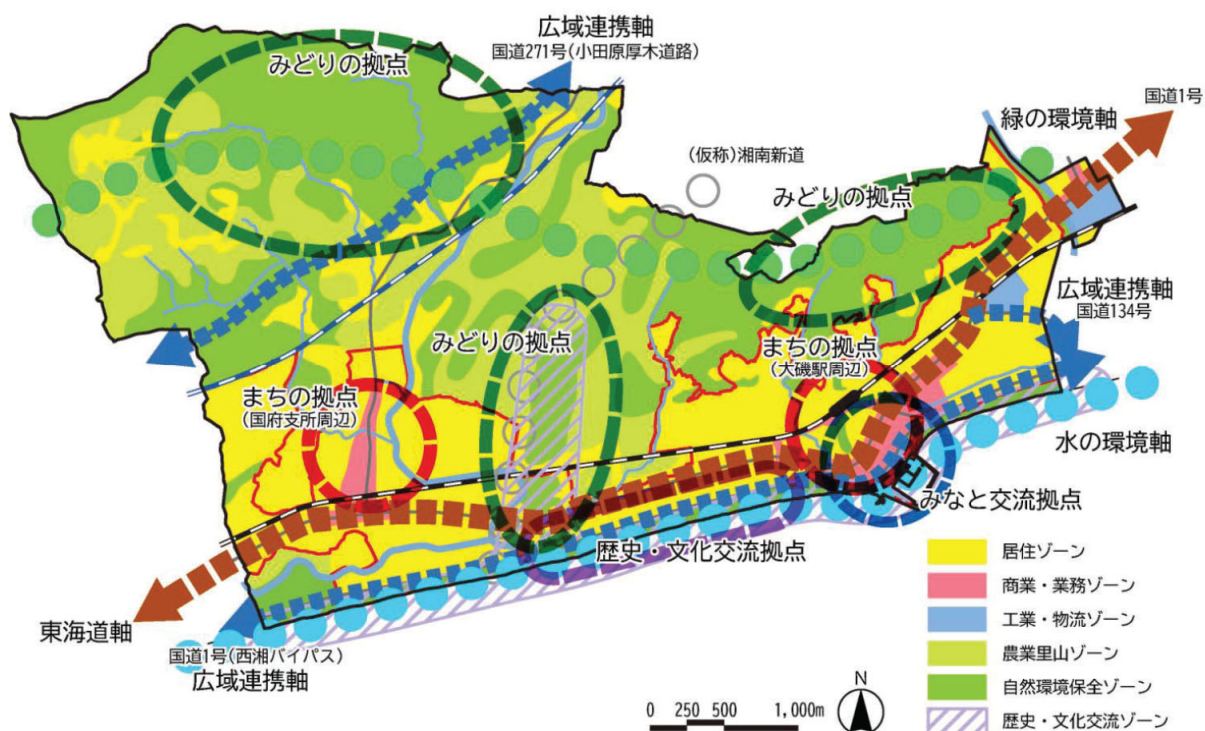 広域連携軸
国道271号(小田原厚木道路)
みどりの拠点
国道1号
緑の環境軸
(仮称)湘南新道
みどりの拠点
広域連携軸
国道134号
みどりの拠点
まちの拠点
(大磯駅周辺)
まちの拠点
(国府支所周辺)
水の環境軸
みなと交流拠点
歴史・文化交流拠点
東海道軸
国道1号(西湘バイパス)
広域連携軸
居住ゾーン
商業・業務ゾーン
工業・物流ゾーン
農業里山ゾーン
自然環境保全ゾーン
歴史・文化交流ゾーン
N
0 250 500 1,000m